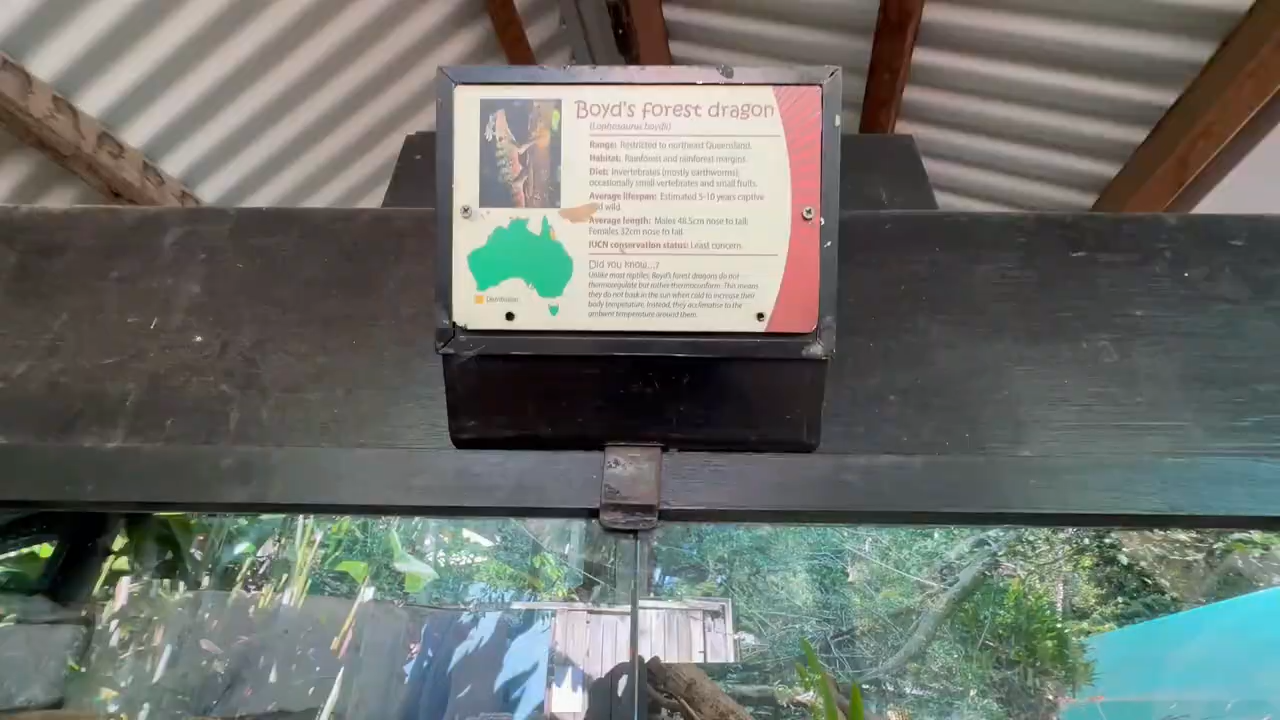 Boyd's forest dragon
(Lophosaurus boydii)
Range: Restricted to northeast Queensland.
Habitat: Rainforest and rainforest margins.
Diet: Invertebrates (mostly earthworms),
occasionally small vertebrates and small fruits.
Average lifespan: Estimated 5-10 years captive
wild.
Average length: Males 48.5cm nose to tail;
Females 32cm nose to tail.
IUCN conservation status: Least concern.
Did you know...?
Unlike most reptiles, Boyd's forest dragons do not
thermoregulate but rather thermoconform. This means
they do not bask in the sun when cold to increase their
body temperature. Instead, they acclimatise to the
ambient temperature around them.
Distribution